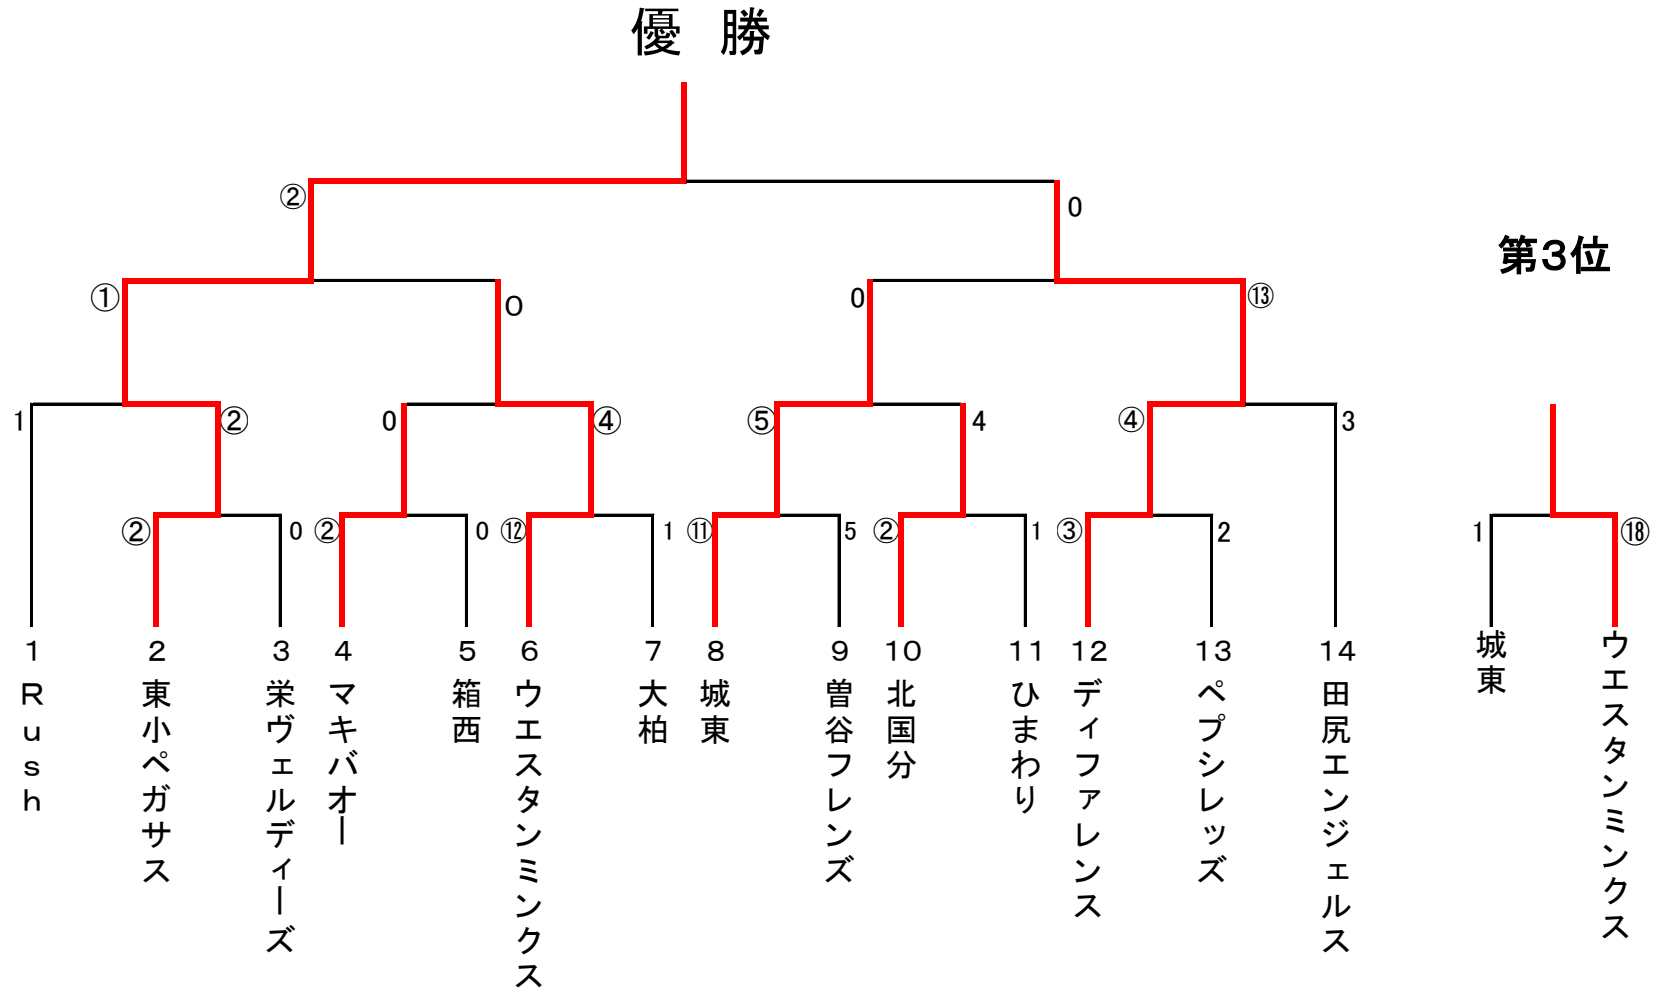 優 勝
② 0
第3位
① 0 0 ⑬
1 ② 0 ④ ⑤ 4 ④ 3
② 0 ② 0 ⑫ 1 ⑪ 5 ② 1 ③ 2 1 ⑱
1 2 3 4 5 6 7 8 9 10 11 12 13 14
Rush
東小ペガサス
栄ヴェルディーズ
マキバオー
箱西
ウエスタンミンクス
大柏
城東
曽谷フレンズ
北国分
ひまわり
ディファレンス
ペプシレッズ
田尻エンジェルス
城東
ウエスタンミンクス